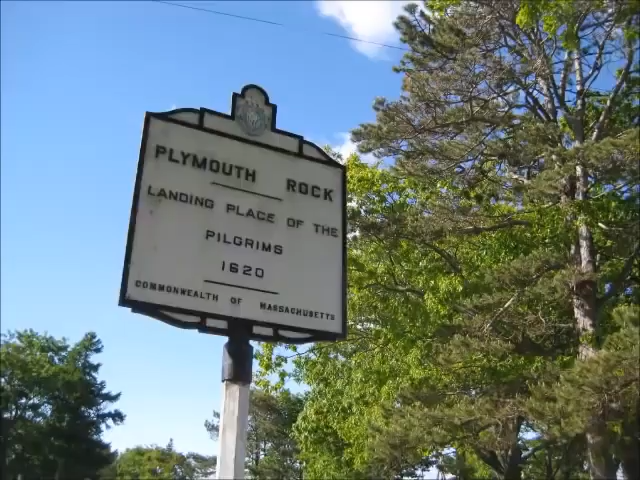 PLYMOUTH ROCK
LANDING PLACE OF THE
PILGRIMS
1620
COMMONWEALTH OF MASSACHUSETTS